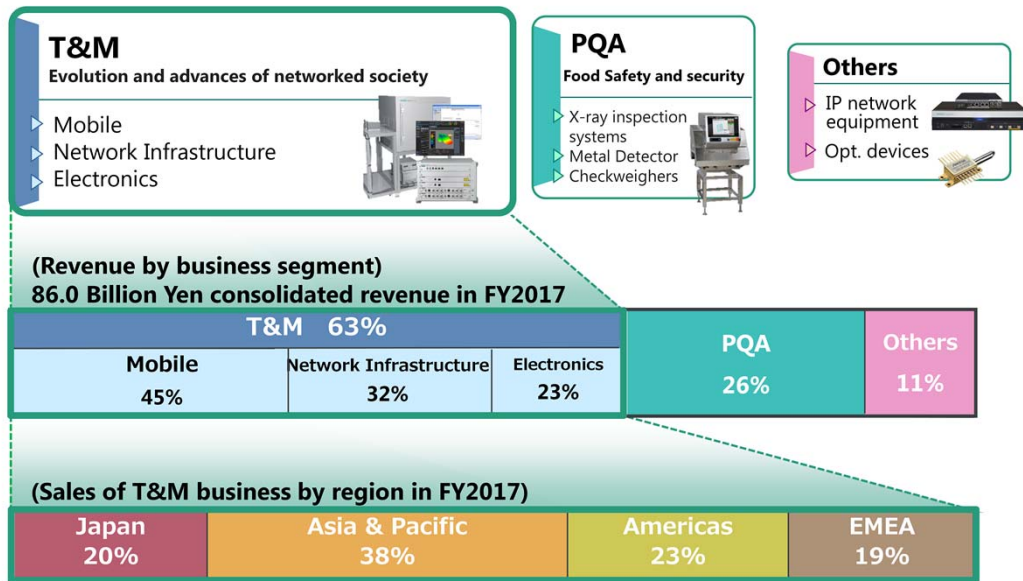 T&M
Evolution and advances of networked society
Mobile
Network Infrastructure
Electronics
PQA
Food Safety and security
X-ray inspection
systems
Metal Detector
Checkweighers
Others
IP network
equipment
Opt. devices
(Revenue by business segment)
86.0 Billion Yen consolidated revenue in FY2017
T&M 63%
Mobile
45%
Network Infrastructure
32%
Electronics
23%
PQA
26%
Others
11%
(Sales of T&M business by region in FY2017)
Japan
20%
Asia & Pacific
38%
Americas
23%
EMEA
19%